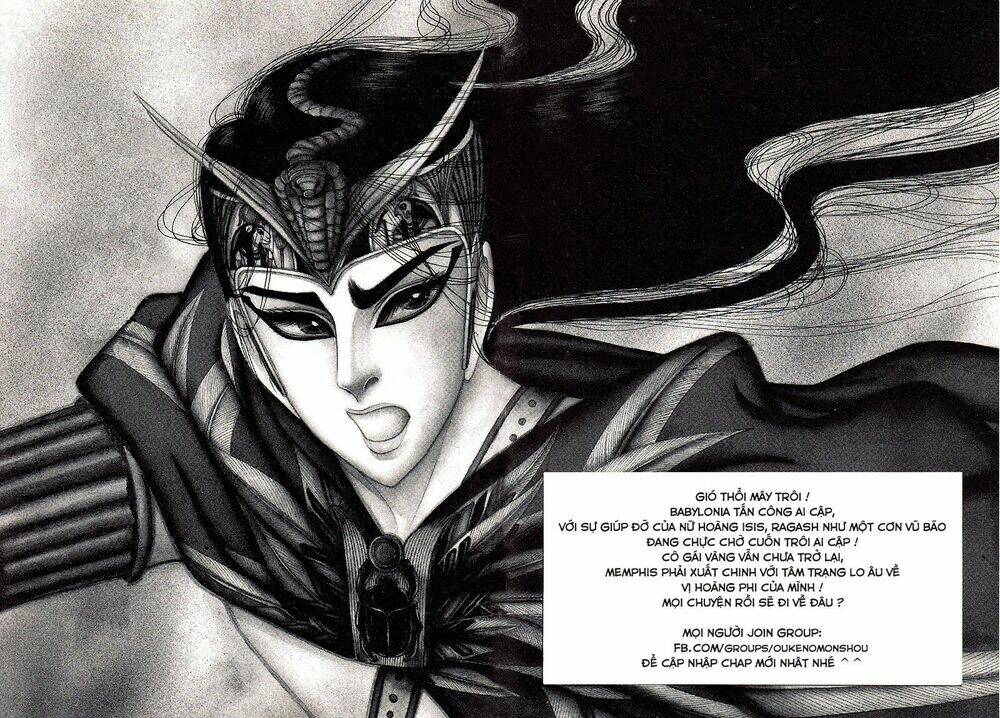 GIÓ THỔI MÂY TRÔI !
BABYLONIA TẤN CÔNG AI CẬP,
VỚI SỰ GIÚP ĐỠ CỦA NỮ HOÀNG ISIS, RAGASH NHƯ MỘT CƠN VŨ BÃO
ĐANG CHỰC CHỜ CUỐN TRÔI AI CẬP !
CÔ GÁI VÀNG VẪN CHƯA TRỞ LẠI,
MEMPHIS PHẢI XUẤT CHINH VỚI TÂM TRẠNG LO ÂU VỀ
VỊ HOÀNG PHI CỦA MÌNH !
MỌI CHUYỆN RỒI SẼ ĐI VỀ ĐÂU ?
MỌI NGƯỜI JOIN GROUP:
FB.COM/GROUPS/OUKENOMONSHOU
ĐỂ CẬP NHẬP CHAP MỚI NHẤT NHÉ ^ ^